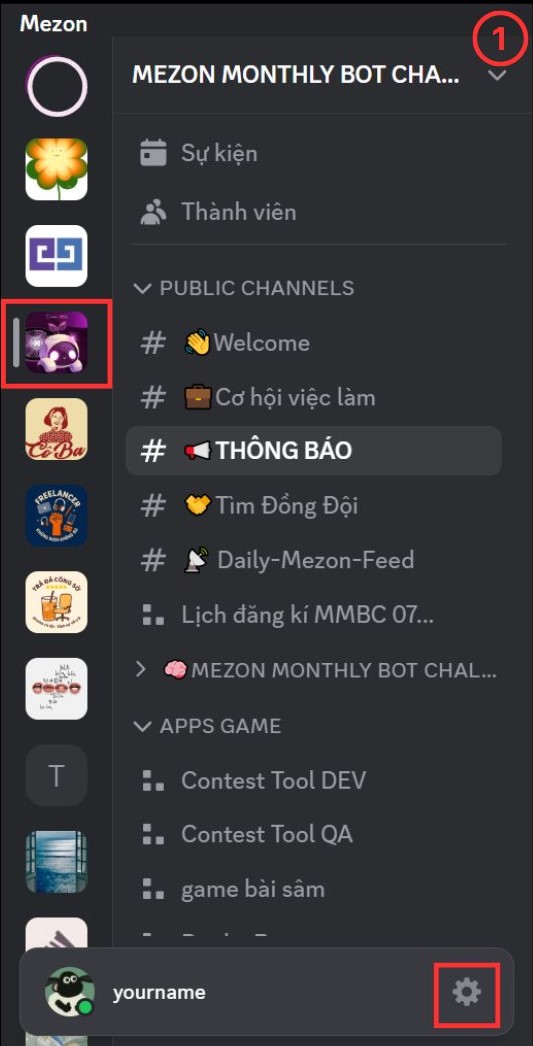 Mezon
1
MEZON MONTHLY BOT CHA...
Sự kiện
Thành viên
PUBLIC CHANNELS
# 👋Welcome
# 💼Cơ hội việc làm
# 📢THÔNG BÁO
# 🤝Tìm Đồng Đội
# 📡 Daily-Mezon-Feed
Lịch đăng kí MMBC 07...
🧠MEZON MONTHLY BOT CHAL...
APPS GAME
Contest Tool DEV
Contest Tool QA
game bài sâm
Cô Ba
FREELANCER
TRÀ ĐÁ CÔNG SỞ
T
yourname